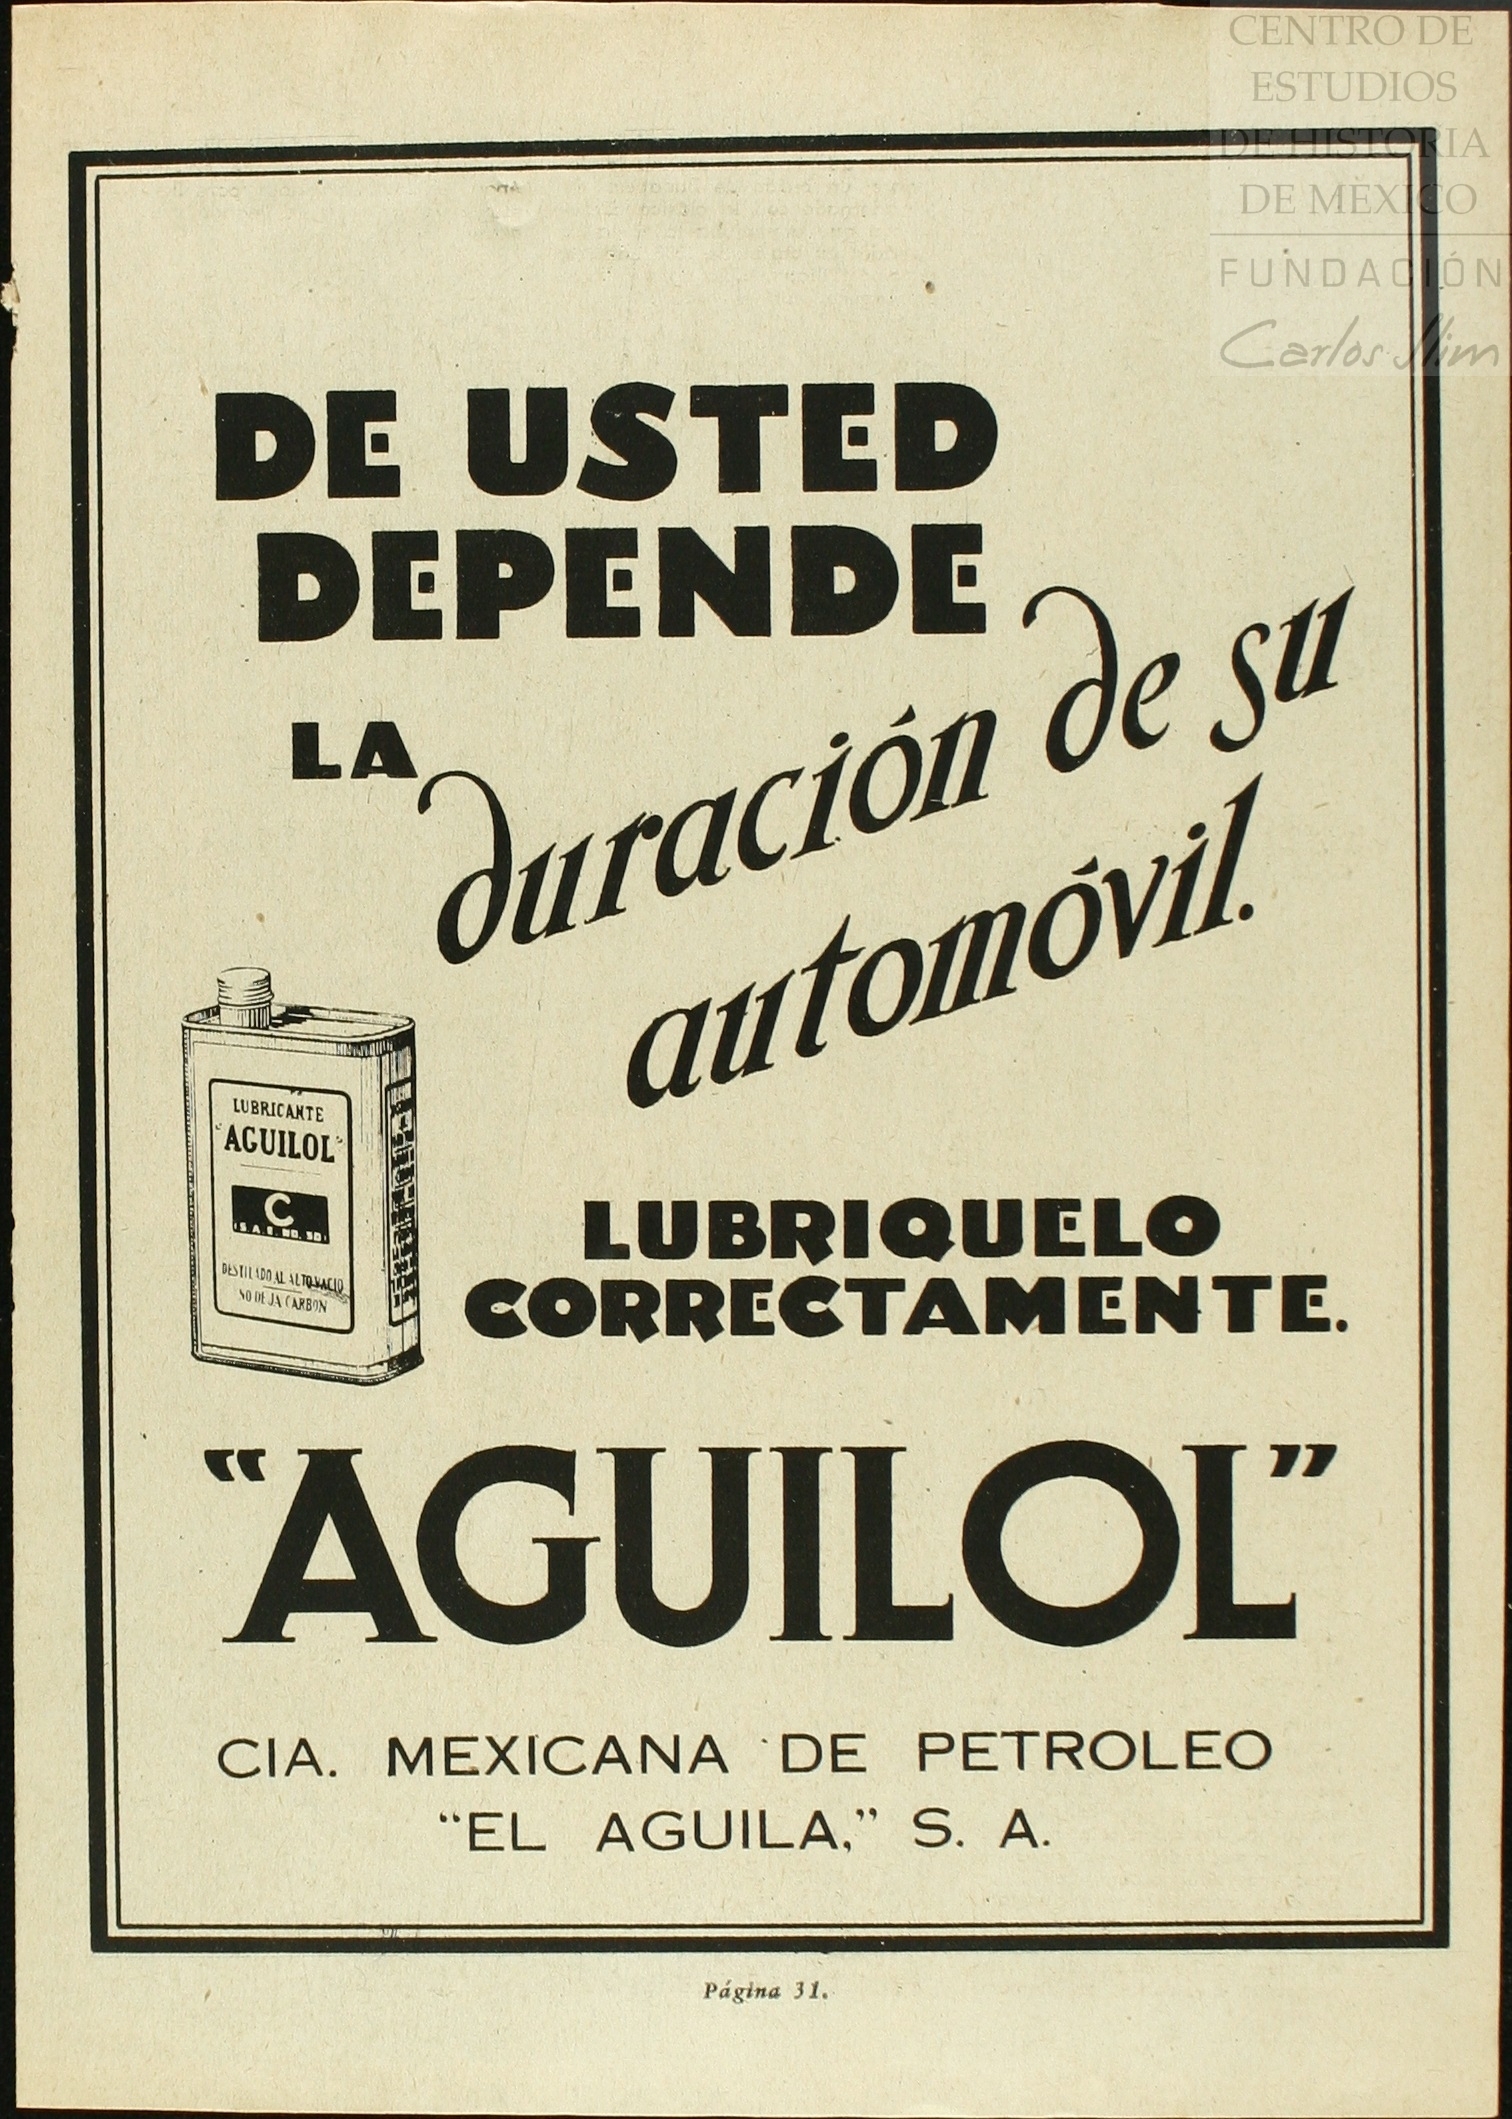 CENTRO DE
ESTUDIOS
DE HISTORIA
DE MÉXICO
FUNDACIÓN
Carlos Slim
DE USTED
DEPENDE
LA duración de su
automóvil.
LUBRICANTE
"AGUILOL"
C
(S.A.E. NO. 50)
DESTILADO AL ALTO VACIO
NO DEJA CARBON
LUBRIQUELO
CORRECTAMENTE.
"AGUILOL"
CIA. MEXICANA DE PETROLEO
"EL AGUILA," S. A.
Página 31.